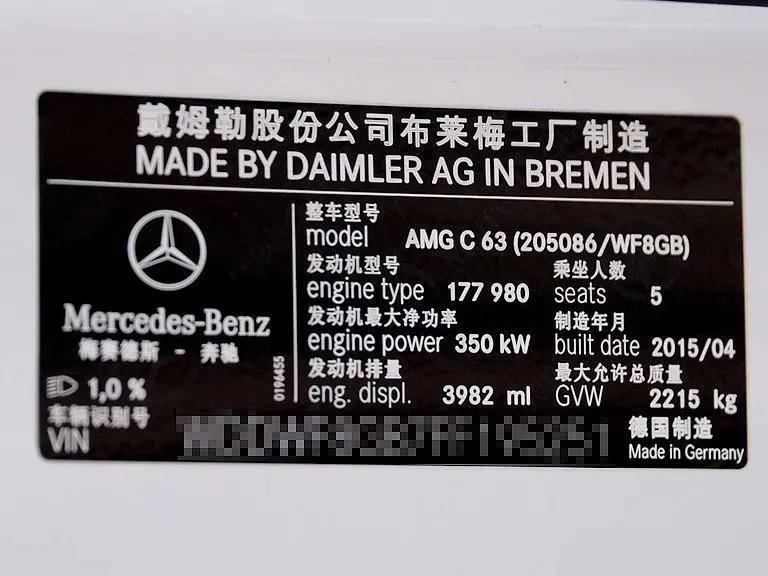 戴姆勒股份公司布莱梅工厂制造
MADE BY DAIMLER AG IN BREMEN
Mercedes-Benz
梅赛德斯 - 奔驰
1,0 %
0196455
整车型号
model AMG C 63 (205086/WF8GB)
发动机型号 乘坐人数
engine type 177 980 seats 5
发动机最大净功率 制造年月
engine power 350 kW built date 2015/04
发动机排量 最大允许总质量
eng. displ. 3982 ml GVW 2215 kg
车辆识别号
VIN
德国制造
Made in Germany